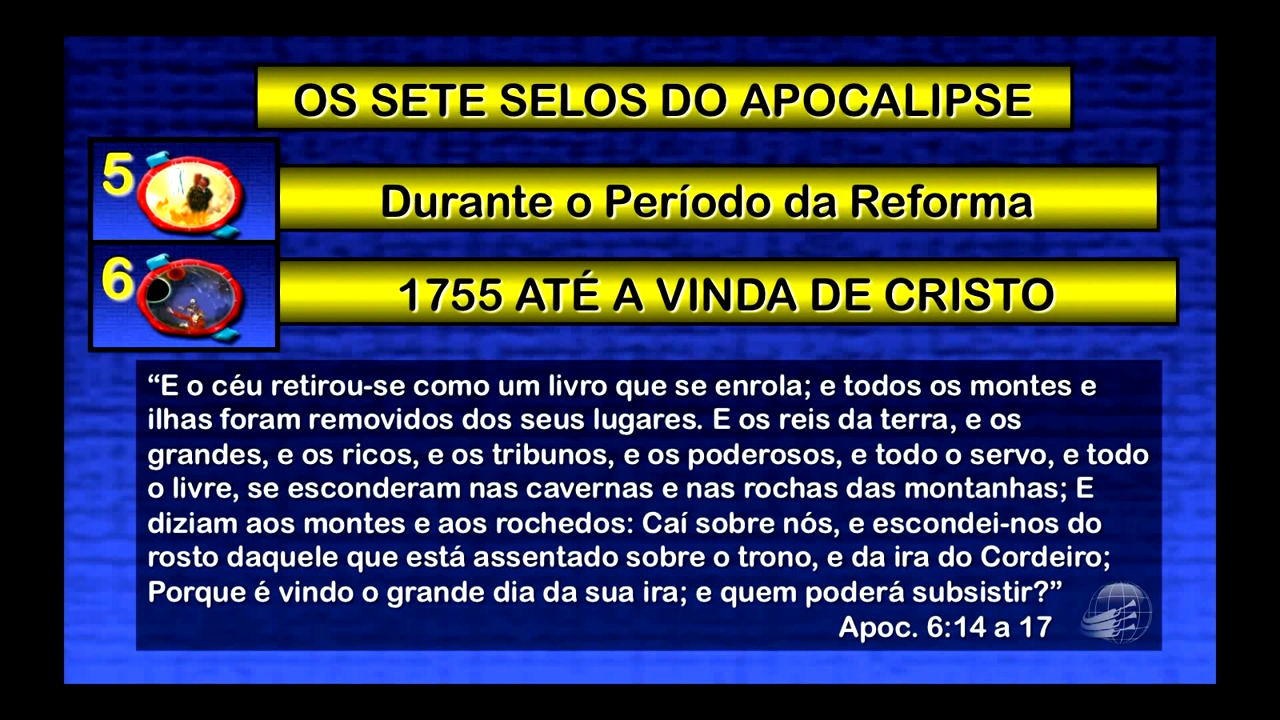 OS SETE SELOS DO APOCALIPSE
5
Durante o Período da Reforma
6
1755 ATÉ A VINDA DE CRISTO
“E o céu retirou-se como um livro que se enrola; e todos os montes e
ilhas foram removidos dos seus lugares. E os reis da terra, e os
grandes, e os ricos, e os tribunos, e os poderosos, e todo o servo, e todo
o livre, se esconderam nas cavernas e nas rochas das montanhas; E
diziam aos montes e aos rochedos: Caí sobre nós, e escondei-nos do
rosto daquele que está assentado sobre o trono, e da ira do Cordeiro;
Porque é vindo o grande dia da sua ira; e quem poderá subsistir?”
Apoc. 6:14 a 17